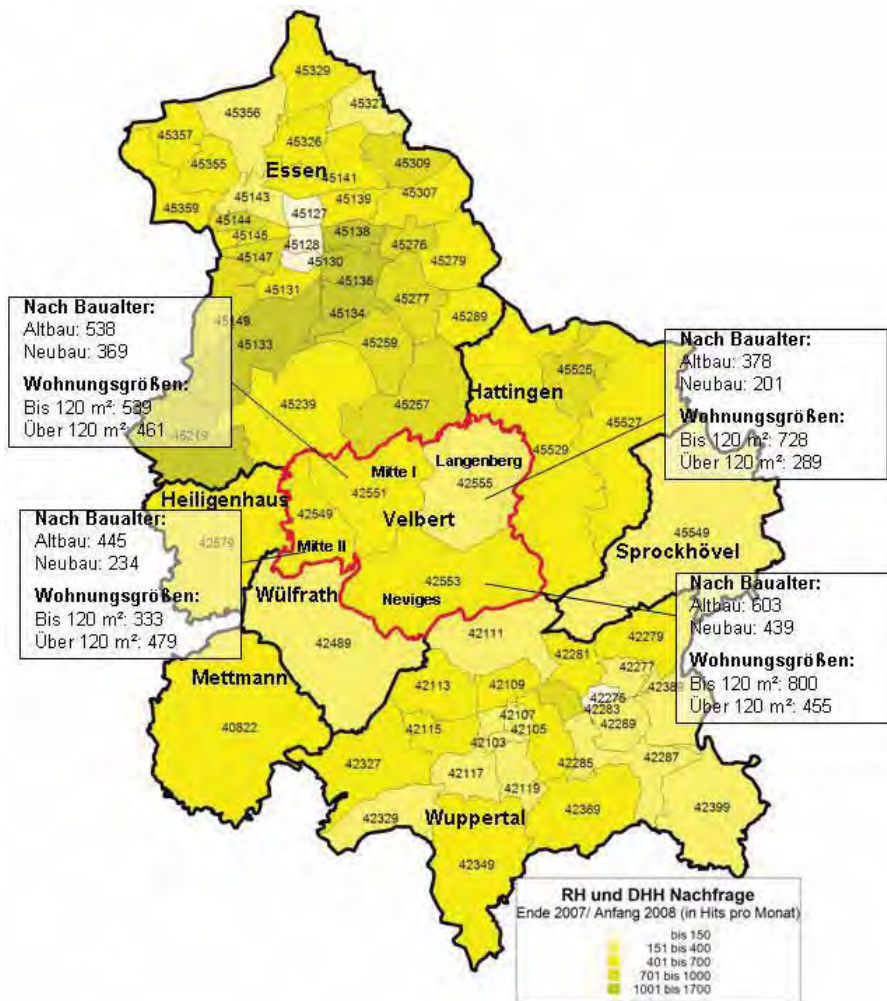 45329
45356
45327
45357
45326
45355
45309
Essen
45141
45143
45139
45307
45359
45127
45144
45138
45145
45128
45276
45147
45130
45279
45136
45131
45277
45134
45289
45149
45133
45259
Nach Baualter:
Altbau: 538
Neubau: 369
Wohnungsgrößen:
Bis 120 m²: 539
Über 120 m²: 461
Nach Baualter:
Altbau: 378
Neubau: 201
Wohnungsgrößen:
Bis 120 m²: 728
Über 120 m²: 289
45525
Hattingen
45239
45257
45527
45219
45529
Langenberg
Mitte I
42555
42551
Heiligenhaus
42549
Velbert
Nach Baualter:
Altbau: 445
Neubau: 234
Wohnungsgrößen:
Bis 120 m²: 333
Über 120 m²: 479
42579
Mitte II
45549
Sprockhövel
42553
Wülfrath
Neviges
Nach Baualter:
Altbau: 603
Neubau: 439
Wohnungsgrößen:
Bis 120 m²: 800
Über 120 m²: 455
42489
42111
42279
42281
42277
Mettmann
42113
42109
42275
42283
42107
42105
42289
40822
42115
42103
42287
42327
42117
42285
42119
42329
Wuppertal
42369
42399
42349
RH und DHH Nachfrage
Ende 2007/ Anfang 2008 (in Hits pro Monat)
bis 150
151 bis 400
401 bis 700
701 bis 1000
1001 bis 1700